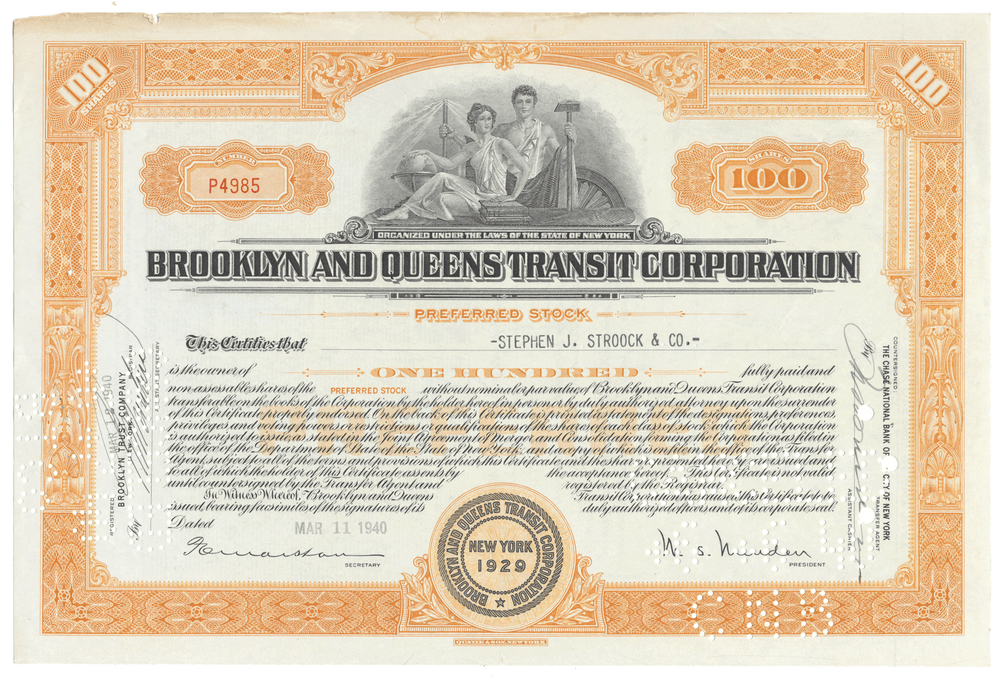 100 SHARES
100 SHARES
NUMBER
P4985
SHARES
100
ORGANIZED UNDER THE LAWS OF THE STATE OF NEW YORK
BROOKLYN AND QUEENS TRANSIT CORPORATION
PREFERRED STOCK
This Certifies that -STEPHEN J. STROOCK & CO.-
is the owner of ONE HUNDRED fully paid and
non-assessable shares of the PREFERRED STOCK without nominal or par value of Brooklyn and Queens Transit Corporation
transferable on the books of the Corporation by the holder hereof in person or by duly authorized attorney upon the surrender
of this Certificate properly endorsed. On the back of this Certificate is printed a statement of the designations, preferences,
privileges and voting powers or restrictions or qualifications of the shares of each class of stock which the Corporation
is authorized to issue as stated in the Joint Agreement of Merger and Consolidation forming the Corporation as filed in
the office of the Department of State of the State of New York, and a copy of which is on file in the office of the Transfer
Agent, subject to all of the terms and provisions of which this Certificate and the shares represented hereby are issued and
to all of which the holder of this Certificate assents by the acceptance hereof. This Certificate is not valid
until countersigned by the Transfer Agent and registered by the Registrar.
In Witness Whereof, Brooklyn and Queens Transit Corporation has caused this Certificate to be
issued bearing facsimiles of the signatures of its duly authorized officers and of its corporate seal.
Dated MAR 11 1940
SECRETARY
BROOKLYN AND QUEENS TRANSIT CORPORATION
NEW YORK
1929
W. S. Menden
PRESIDENT
REGISTERED MAR 1940
BROOKLYN TRUST COMPANY
REGISTRAR
By
ASST. SECRETARY
COUNTERSIGNED
THE CHASE NATIONAL BANK OF THE CITY OF NEW YORK
TRANSFER AGENT
By
ASSISTANT CASHIER
CNB